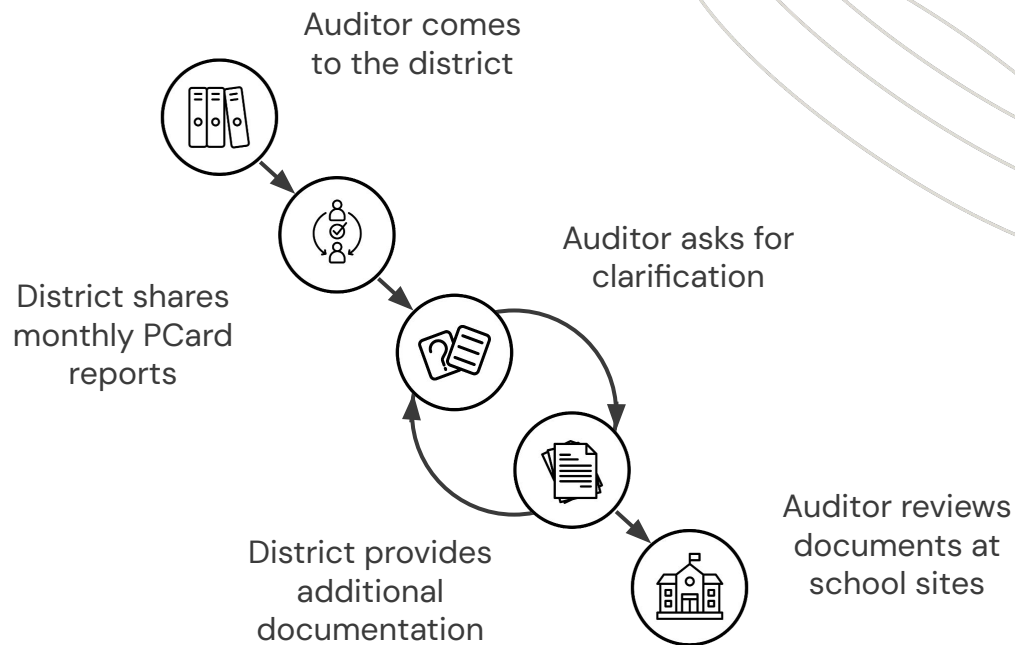 Auditor comes
to the district
District shares
monthly PCard
reports
Auditor asks for
clarification
District provides
additional
documentation
Auditor reviews
documents at
school sites